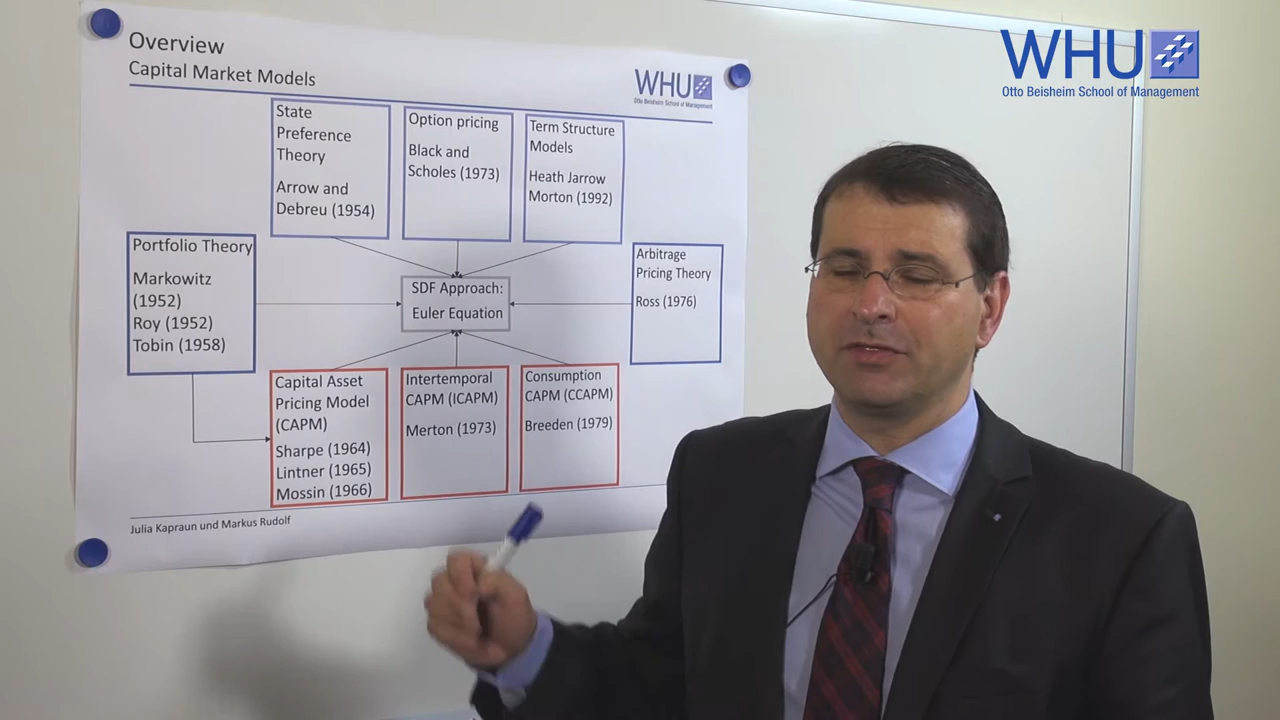 Overview
Capital Market Models
WHU
Otto Beisheim School of Management
WHU
Otto Beisheim School of Management
State
Preference
Theory
Arrow and
Debreu (1954)
Option pricing
Black and
Scholes (1973)
Term Structure
Models
Heath Jarrow
Morton (1992)
Portfolio Theory
Markowitz
(1952)
Roy (1952)
Tobin (1958)
SDF Approach:
Euler Equation
Arbitrage
Pricing Theory
Ross (1976)
Capital Asset
Pricing Model
(CAPM)
Sharpe (1964)
Lintner (1965)
Mossin (1966)
Intertemporal
CAPM (ICAPM)
Merton (1973)
Consumption
CAPM (CCAPM)
Breeden (1979)
Julia Kapraun und Markus Rudolf